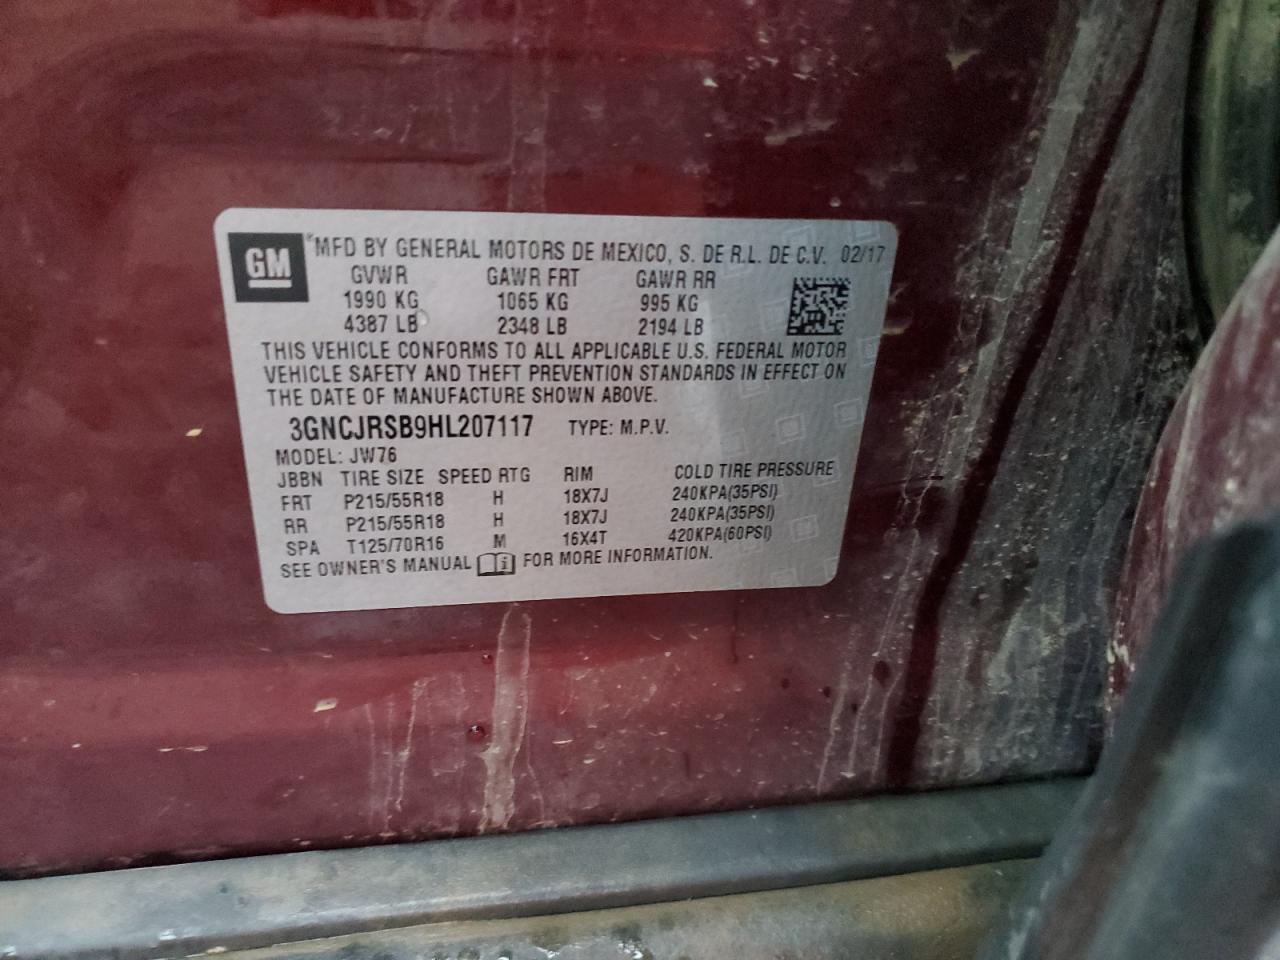 GM
MFD BY GENERAL MOTORS DE MEXICO, S. DE R.L. DE C.V. 02/17
GVWR GAWR FRT GAWR RR
1990 KG 1065 KG 995 KG
4387 LB 2348 LB 2194 LB
THIS VEHICLE CONFORMS TO ALL APPLICABLE U.S. FEDERAL MOTOR
VEHICLE SAFETY AND THEFT PREVENTION STANDARDS IN EFFECT ON
THE DATE OF MANUFACTURE SHOWN ABOVE.
3GNCJRSB9HL207117 TYPE: M.P.V.
MODEL: JW76
JBBN TIRE SIZE SPEED RTG RIM COLD TIRE PRESSURE
FRT P215/55R18 H 18X7J 240KPA(35PSI)
RR P215/55R18 H 18X7J 240KPA(35PSI)
SPA T125/70R16 M 16X4T 420KPA(60PSI)
SEE OWNER'S MANUAL i FOR MORE INFORMATION.